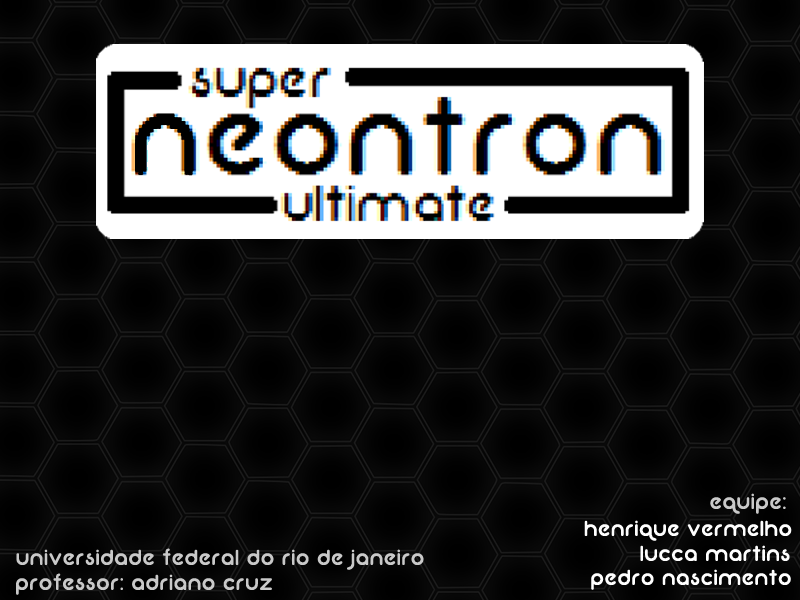 super
neontron
ultimate
equipe:
henrique vermelho
lucca martins
pedro nascimento
universidade federal do rio de janeiro
professor: adriano cruz